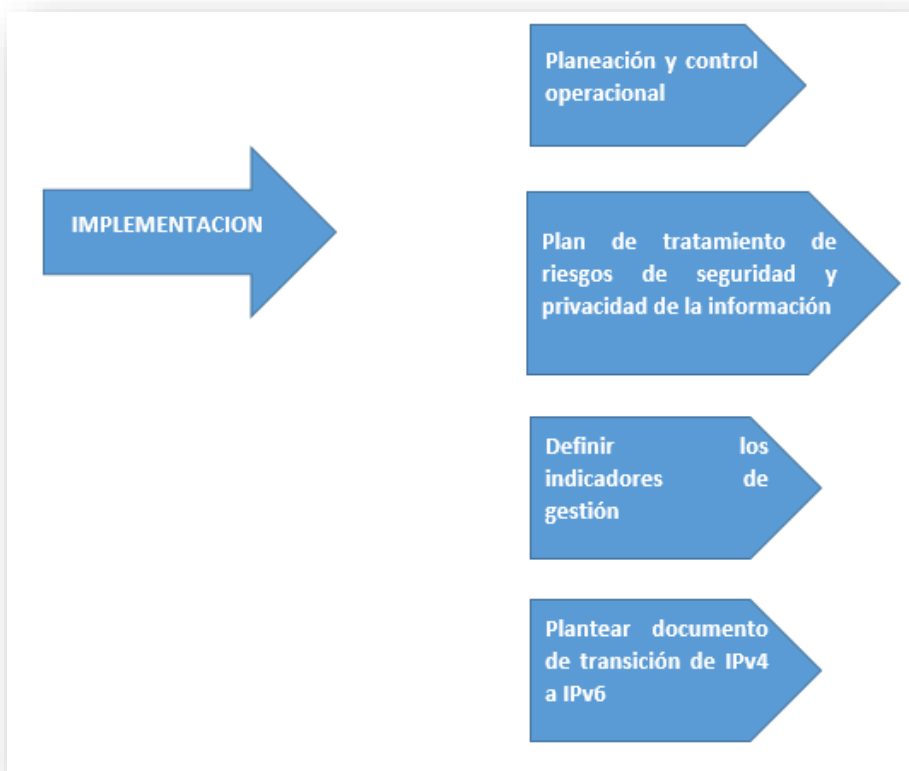 IMPLEMENTACION
Planeación y control
operacional
Plan de tratamiento de
riesgos de seguridad y
privacidad de la información
Definir los
indicadores de
gestión
Plantear documento
de transición de IPv4
a IPv6